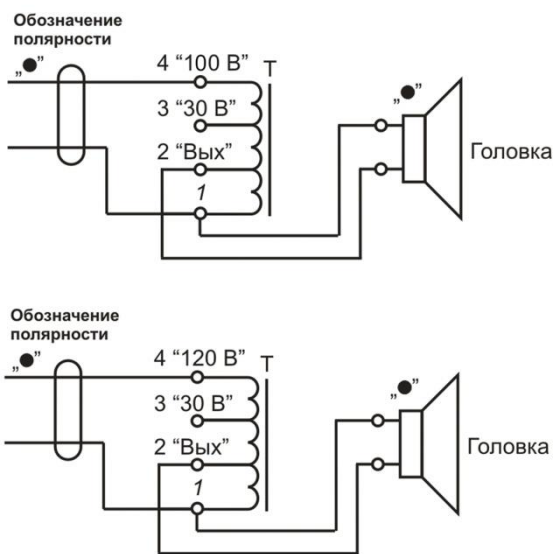 Обозначение
полярности
„●”
4 “100 В” Т
3 “30 В”
2 “Вых”
1
„●”
Головка
Обозначение
полярности
„●”
4 “120 В” Т
3 “30 В”
2 “Вых”
1
„●”
Головка